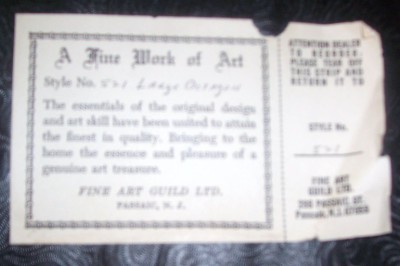 A Fine Work of Art
Style No. 521 Large Octagon
The essentials of the original design
and art skill have been united to attain
the finest in quality. Bringing to the
home the essence and pleasure of a
genuine art treasure.
FINE ART GUILD LTD.
PASSAIC, N. J.
ATTENTION DEALER
TO REORDER:
PLEASE TEAR OFF
THIS STRIP AND
RETURN IT TO
STYLE No.
521
FINE ART
GUILD LTD.
PASSAIC ST.
Passaic, N.J.